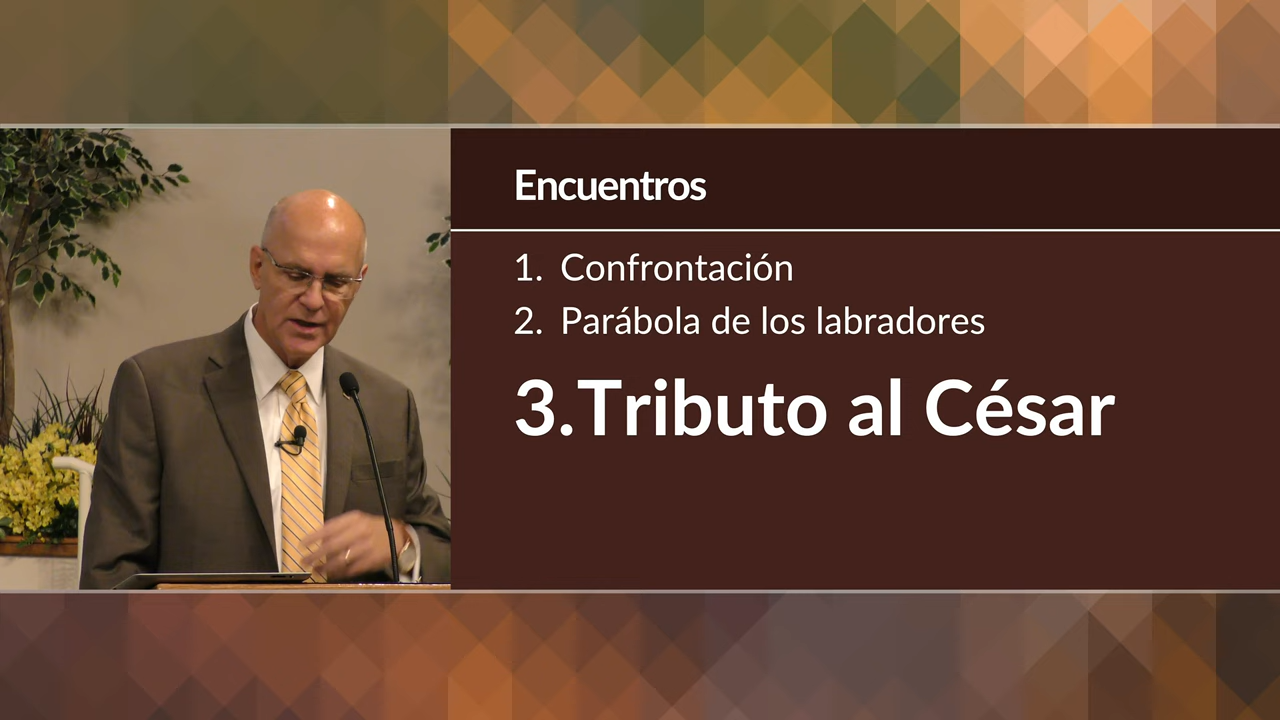 Encuentros
1. Confrontación
2. Parábola de los labradores
3.Tributo al César